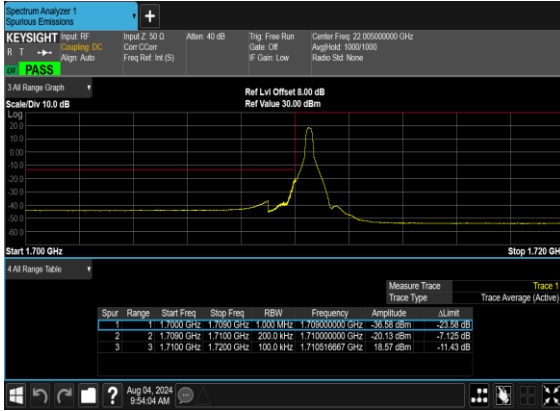 Spectrum Analyzer 1
Spurious Emissions
+
KEYSIGHT Input: RF Input Z: 50 Ω Atten: 40 dB Trig: Free Run Center Freq: 22.005000000 GHz
R T Coupling: DC Corr CCorr Gate: Off Avg|Hold: 1000/1000
Align: Auto Freq Ref: Int (S) IF Gain: Low Radio Std: None
PASS
3 All Range Graph
Ref Lvl Offset 8.00 dB
Scale/Div 10.0 dB Ref Value 30.00 dBm
Log
20.0
10.0
0.00
-10.0
-20.0
-30.0
-40.0
-50.0
-60.0
Start 1.700 GHz Stop 1.720 GH
4 All Range Table
Measure Trace Trace 1
Trace Type Trace Average (Active)
Spur Range Start Freq Stop Freq RBW Frequency Amplitude ΔLimit
1 1 1.7000 GHz 1.7090 GHz 1.000 MHz 1.709000000 GHz -36.58 dBm -23.58 dB
2 2 1.7090 GHz 1.7100 GHz 200.0 kHz 1.710000000 GHz -20.13 dBm -7.125 dB
3 3 1.7100 GHz 1.7200 GHz 100.0 kHz 1.710516667 GHz 18.57 dBm -11.43 dB
? Aug 04, 2024
9:54:04 AM